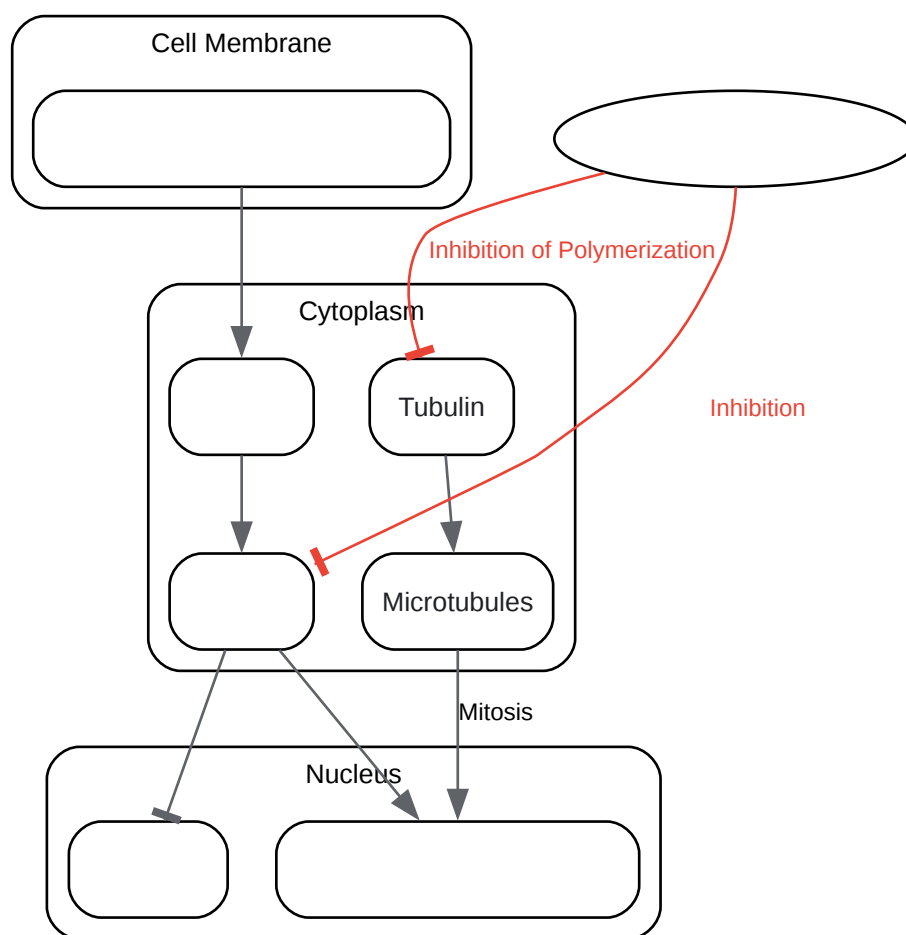 Cell Membrane
Inhibition of Polymerization
Cytoplasm
Tubulin
Inhibition
Microtubules
Mitosis
Nucleus